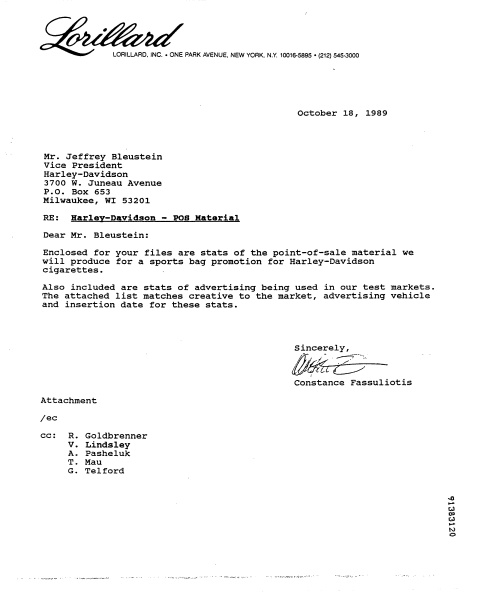 Lorillard
LORILLARD, INC. • ONE PARK AVENUE, NEW YORK, N.Y. 10016-5895 • (212) 545-3000
October 18, 1989
Mr. Jeffrey Bleustein
Vice President
Harley-Davidson
3700 W. Juneau Avenue
P.O. Box 653
Milwaukee, WI 53201
RE: Harley-Davidson - POS Material
Dear Mr. Bleustein:
Enclosed for your files are stats of the point-of-sale material we
will produce for a sports bag promotion for Harley-Davidson
cigarettes.
Also included are stats of advertising being used in our test markets.
The attached list matches creative to the market, advertising vehicle
and insertion date for these stats.
Sincerely,
Constance Fassuliotis
Attachment
/ec
cc: R. Goldbrenner
V. Lindsley
A. Pasheluk
T. Mau
G. Telford
91383120